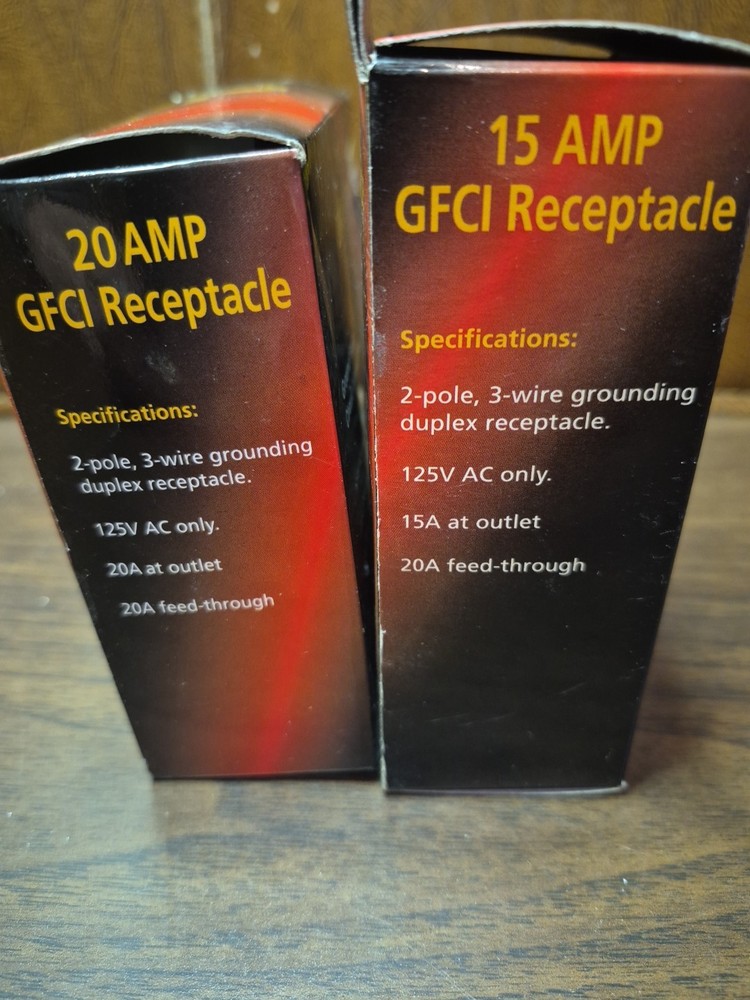 20 AMP
GFCI Receptacle
Specifications:
2-pole, 3-wire grounding
duplex receptacle.
125V AC only.
20A at outlet
20A feed-through
15 AMP
GFCI Receptacle
Specifications:
2-pole, 3-wire grounding
duplex receptacle.
125V AC only.
15A at outlet
20A feed-through